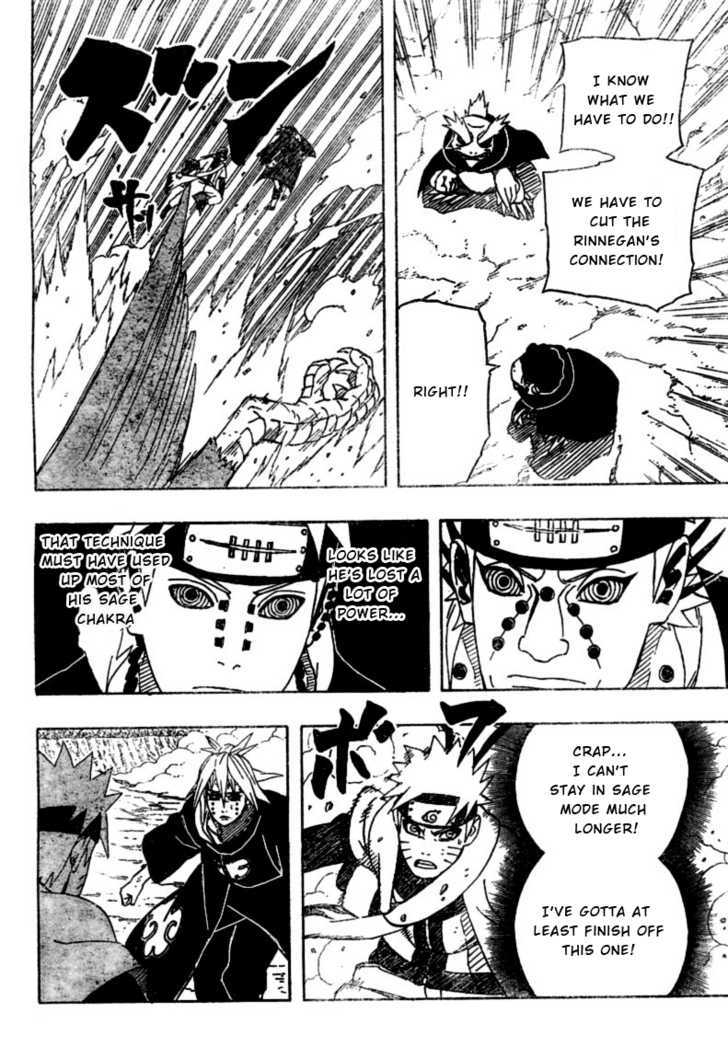 I KNOW
WHAT WE
HAVE TO DO!!
WE HAVE TO
CUT THE
RINNEGAN'S
CONNECTION!
RIGHT!!
ズズン
ザッ
LOOKS LIKE
HE'S LOST A
LOT OF
POWER...
THAT TECHNIQUE
MUST HAVE USED
UP MOST OF
HIS SAGE
CHAKRA
CRAP...
I CAN'T
STAY IN SAGE
MODE MUCH
LONGER!
I'VE GOTTA AT
LEAST FINISH OFF
THIS ONE!
ボフ